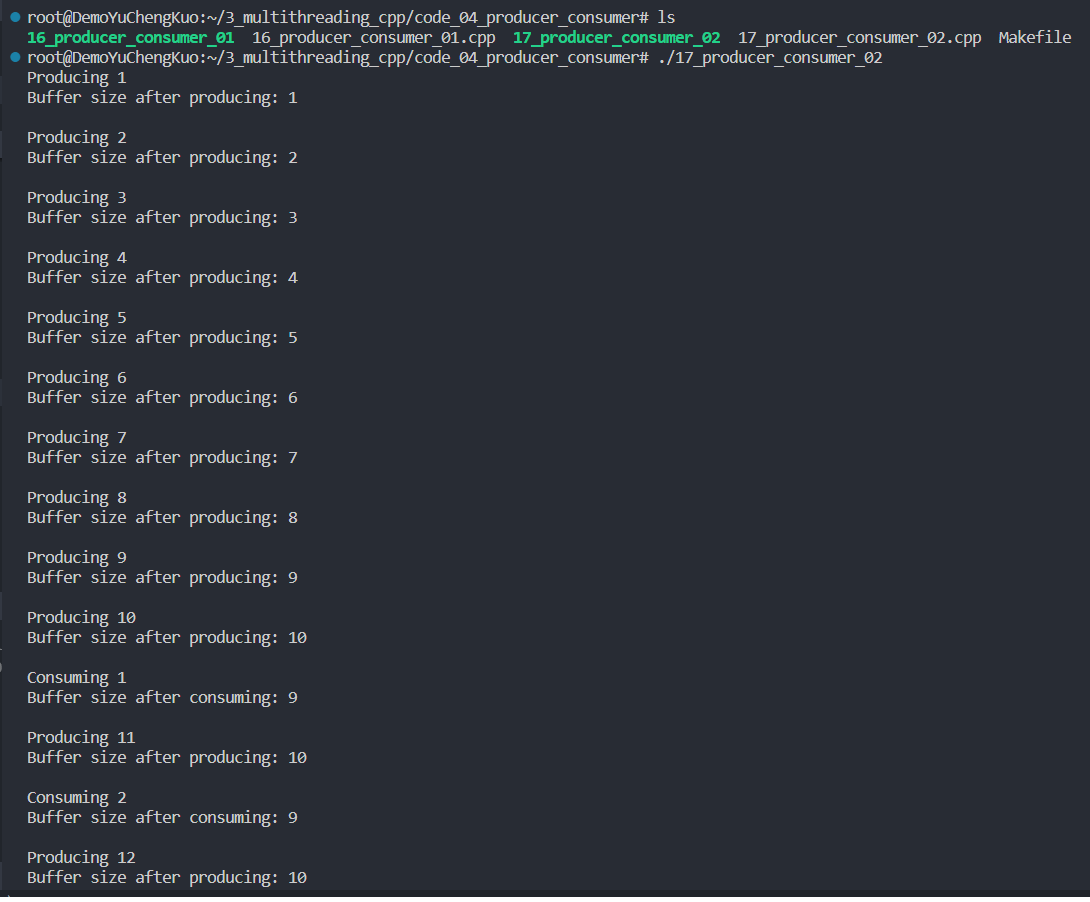 root@DemoYuChengKuo:~/3_multithreading_cpp/code_04_producer_consumer# ls
16_producer_consumer_01  16_producer_consumer_01.cpp  17_producer_consumer_02  17_producer_consumer_02.cpp  Makefile
root@DemoYuChengKuo:~/3_multithreading_cpp/code_04_producer_consumer# ./17_producer_consumer_02
Producing 1
Buffer size after producing: 1
Producing 2
Buffer size after producing: 2
Producing 3
Buffer size after producing: 3
Producing 4
Buffer size after producing: 4
Producing 5
Buffer size after producing: 5
Producing 6
Buffer size after producing: 6
Producing 7
Buffer size after producing: 7
Producing 8
Buffer size after producing: 8
Producing 9
Buffer size after producing: 9
Producing 10
Buffer size after producing: 10
Consuming 1
Buffer size after consuming: 9
Producing 11
Buffer size after producing: 10
Consuming 2
Buffer size after consuming: 9
Producing 12
Buffer size after producing: 10